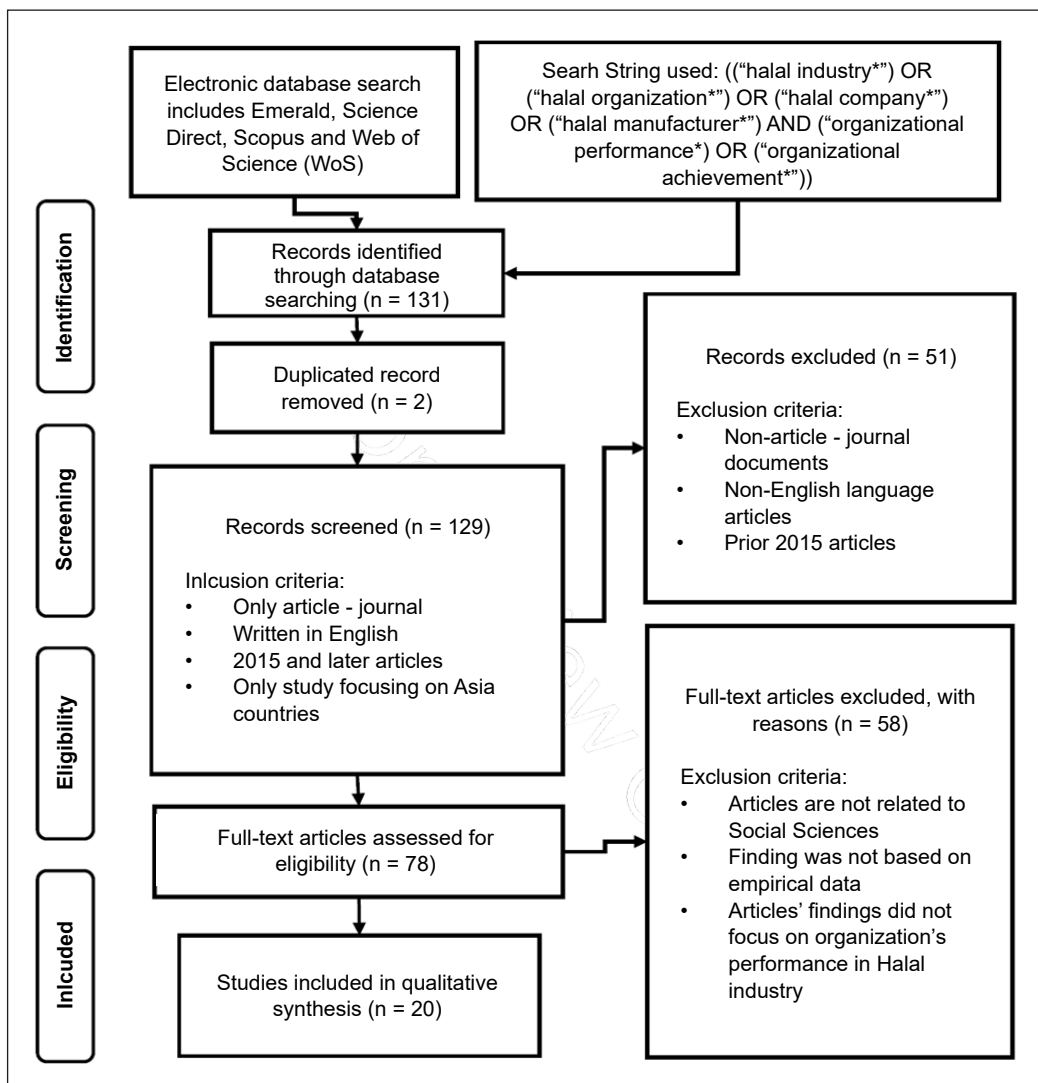 Electronic database search
includes Emerald, Science
Direct, Scopus and Web of
Science (WoS)
Searh String used: ((“halal industry*”) OR
(“halal organization*”) OR (“halal company*”)
OR (“halal manufacturer*”) AND (“organizational
performance*) OR (“organizational
achievement*”))
Identification
Records identified
through database
searching (n = 131)
Duplicated record
removed (n = 2)
Records excluded (n = 51)
Exclusion criteria:
• Non-article - journal
documents
• Non-English language
articles
• Prior 2015 articles
Screening
Records screened (n = 129)
Inlcusion criteria:
• Only article - journal
• Written in English
• 2015 and later articles
• Only study focusing on Asia
countries
Eligibility
Full-text articles assessed for
eligibility (n = 78)
Full-text articles excluded, with
reasons (n = 58)
Exclusion criteria:
• Articles are not related to
Social Sciences
• Finding was not based on
empirical data
• Articles’ findings did not
focus on organization’s
performance in Halal
industry
Inlcuded
Studies included in qualitative
synthesis (n = 20)